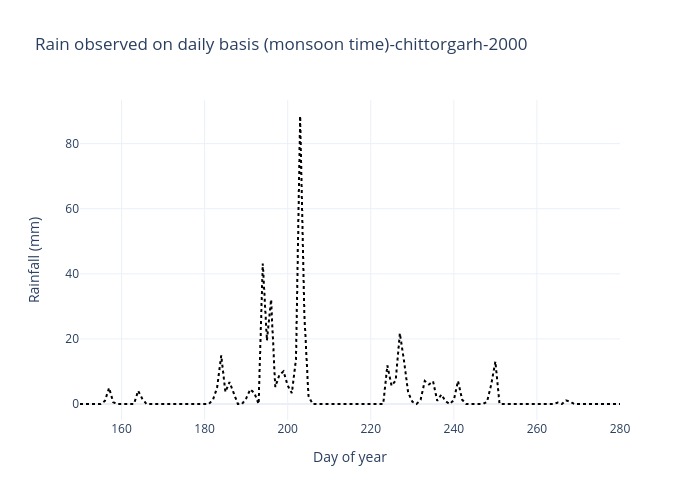 Rain observed on daily basis (monsoon time)-chittorgarh-2000
80
60
40
20
0
160 180 200 220 240 260 280
Day of year
Rainfall (mm)